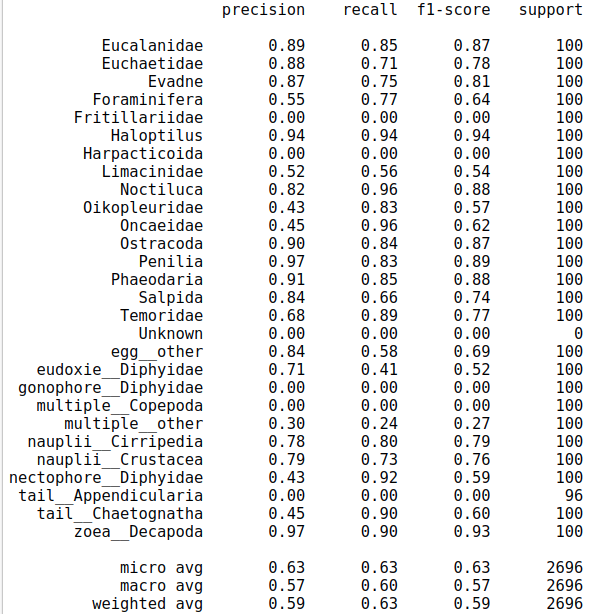 precision recall f1-score support
Eucalanidae 0.89 0.85 0.87 100
Euchaetidae 0.88 0.71 0.78 100
Evadne 0.87 0.75 0.81 100
Foraminifera 0.55 0.77 0.64 100
Fritillariidae 0.00 0.00 0.00 100
Haloptilus 0.94 0.94 0.94 100
Harpacticoida 0.00 0.00 0.00 100
Limacinidae 0.52 0.56 0.54 100
Noctiluca 0.82 0.96 0.88 100
Oikopleuridae 0.43 0.83 0.57 100
Oncaeidae 0.45 0.96 0.62 100
Ostracoda 0.90 0.84 0.87 100
Penilia 0.97 0.83 0.89 100
Phaeodaria 0.91 0.85 0.88 100
Salpida 0.84 0.66 0.74 100
Temoridae 0.68 0.89 0.77 100
Unknown 0.00 0.00 0.00 0
egg__other 0.84 0.58 0.69 100
eudoxie__Diphyidae 0.71 0.41 0.52 100
gonophore__Diphyidae 0.00 0.00 0.00 100
multiple__Copepoda 0.00 0.00 0.00 100
multiple__other 0.30 0.24 0.27 100
nauplii__Cirripedia 0.78 0.80 0.79 100
nauplii__Crustacea 0.79 0.73 0.76 100
nectophore__Diphyidae 0.43 0.92 0.59 100
tail__Appendicularia 0.00 0.00 0.00 96
tail__Chaetognatha 0.45 0.90 0.60 100
zoea__Decapoda 0.97 0.90 0.93 100
micro avg 0.63 0.63 0.63 2696
macro avg 0.57 0.60 0.57 2696
weighted avg 0.59 0.63 0.59 2696